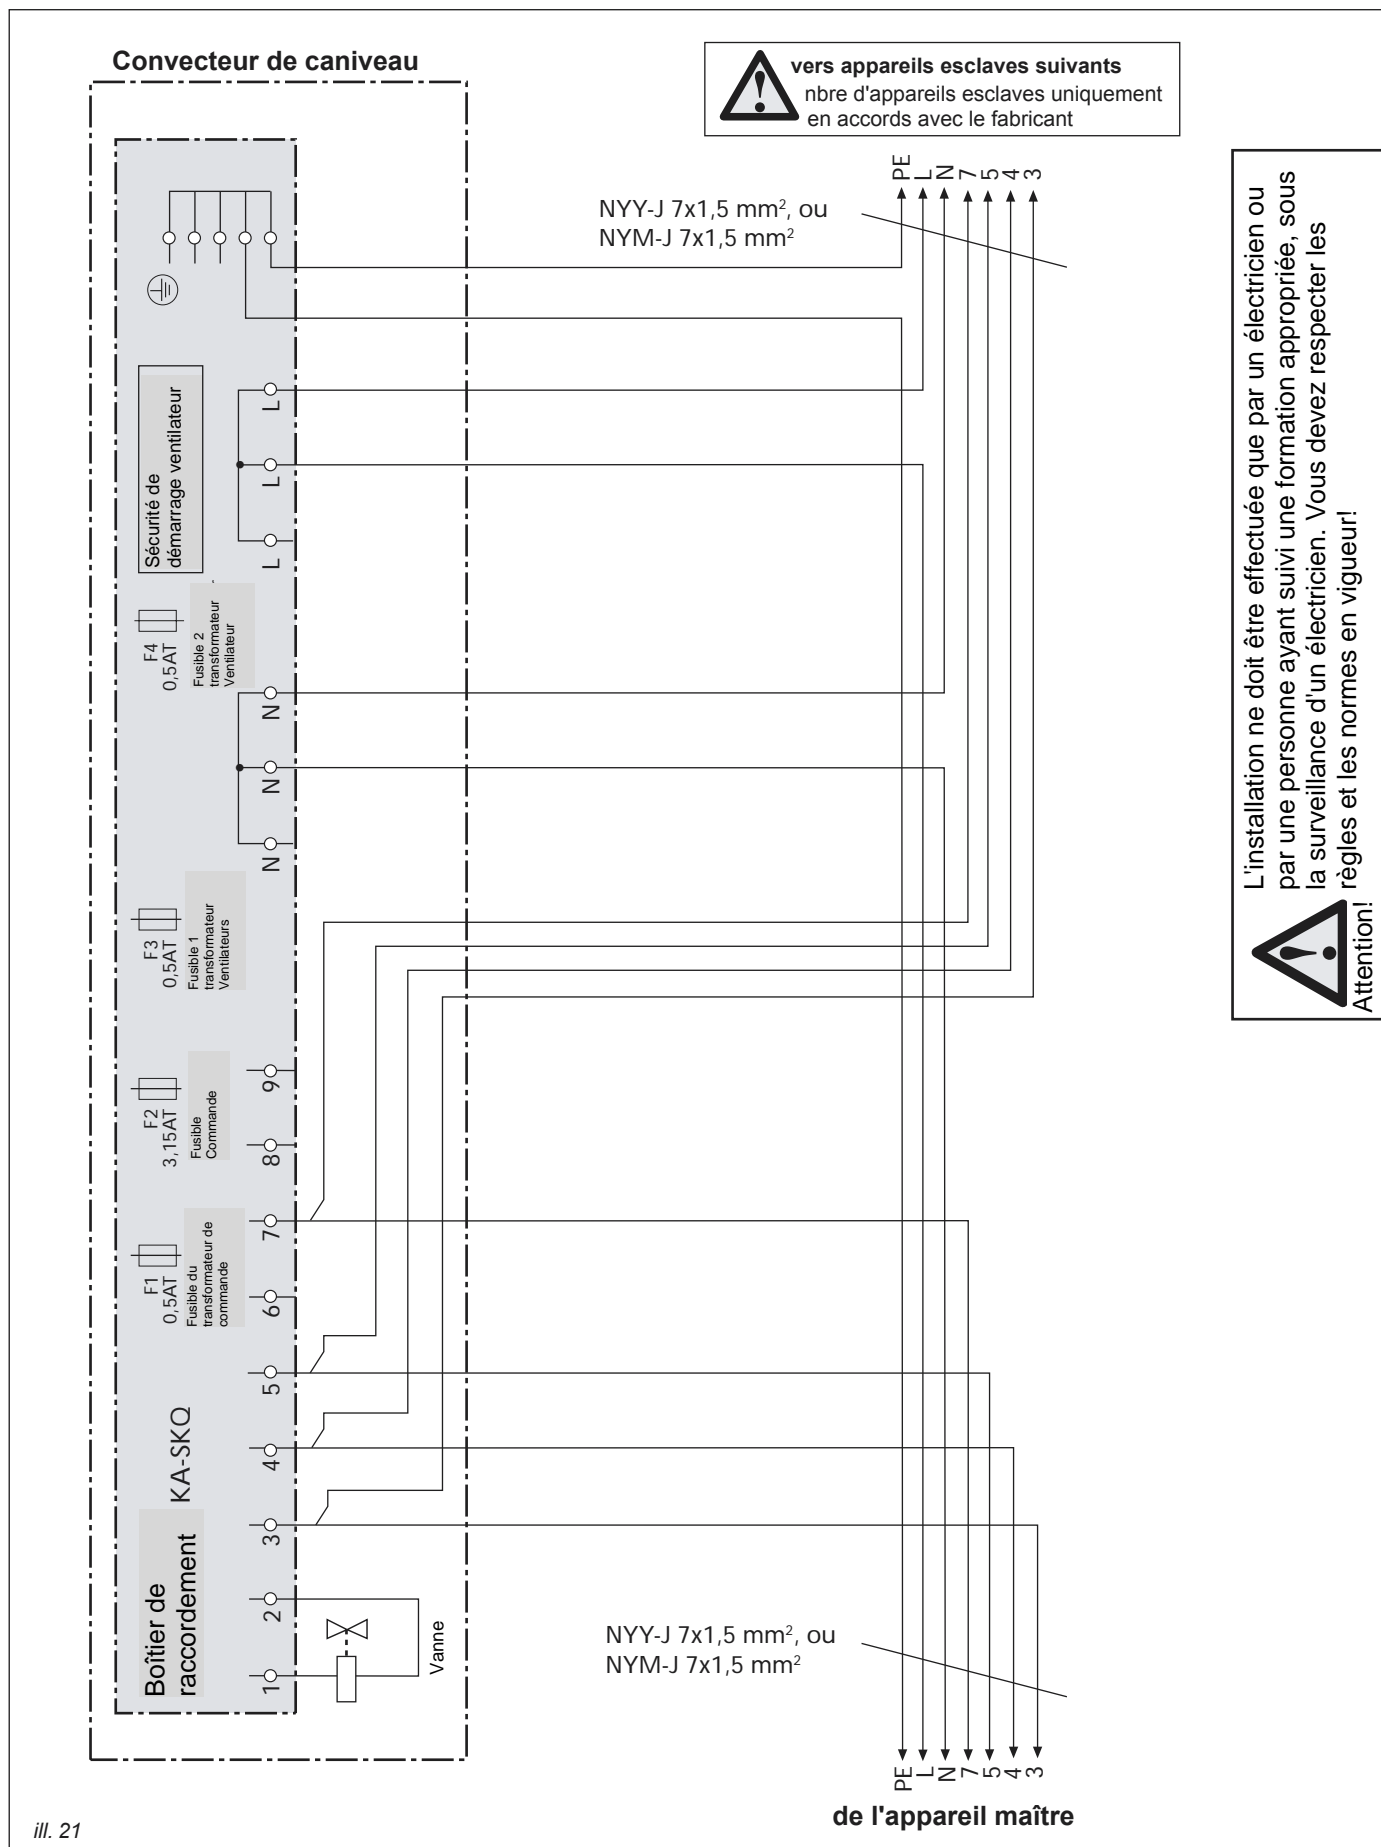 Convecteur de caniveau
vers appareils esclaves suivants
nbre d'appareils esclaves uniquement
en accords avec le fabricant
PE
L
N
7
5
4
3
NYY-J 7x1,5 mm², ou
NYM-J 7x1,5 mm²
L'installation ne doit être effectuée que par un électricien ou
par une personne ayant suivi une formation appropriée, sous
la surveillance d'un électricien. Vous devez respecter les
règles et les normes en vigueur!
Attention!
Sécurité de
démarrage ventilateur
L
L
L
F4
0,5AT
Fusible 2
transformateur
Ventilateur
N
N
N
F3
0,5AT
Fusible 1
transformateur
Ventilateurs
F2
3,15AT
Fusible
Commande
9
8
7
F1
0,5AT
Fusible du
transformateur de
commande
6
5
4
3
2
1
KA-SKQ
Boîtier de
raccordement
Vanne
NYY-J 7x1,5 mm², ou
NYM-J 7x1,5 mm²
PE
L
N
7
5
4
3
de l'appareil maître
ill. 21